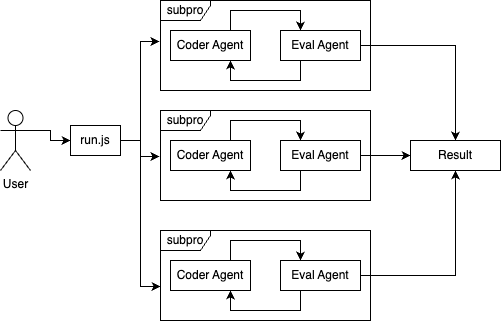 subpro
Coder Agent
Eval Agent
User
run.js
subpro
Coder Agent
Eval Agent
Result
subpro
Coder Agent
Eval Agent